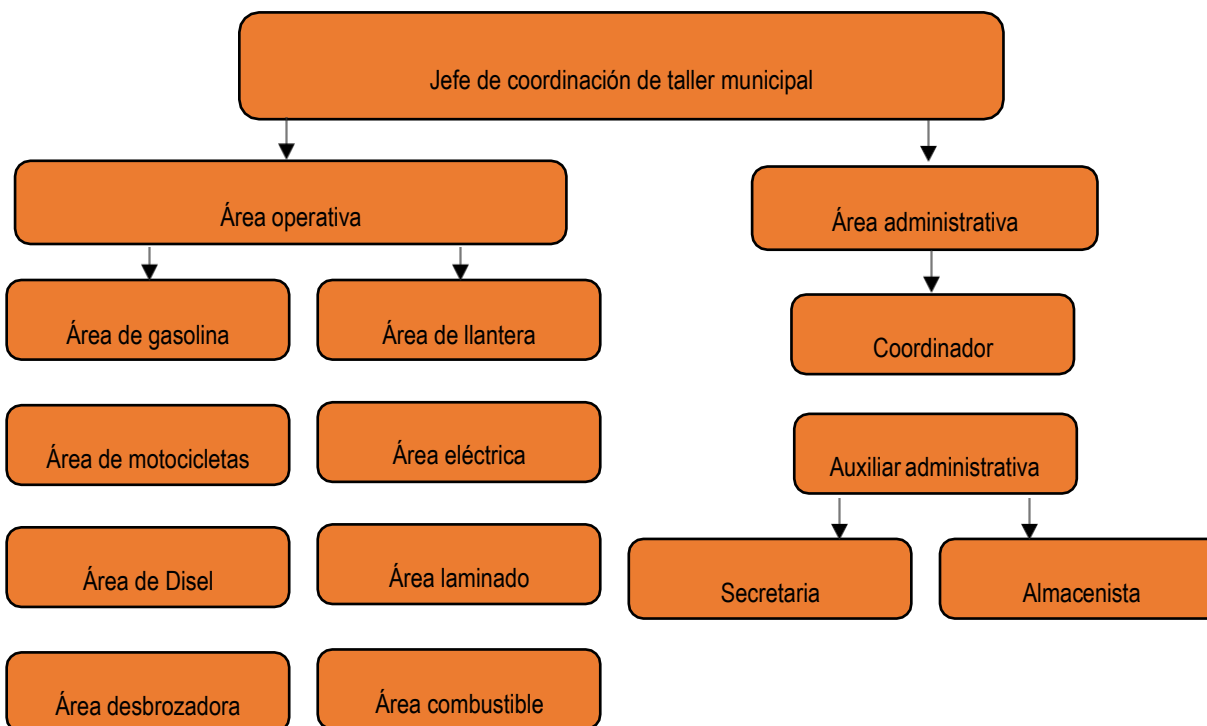 Jefe de coordinación de taller municipal
Área operativa
Área administrativa
Área de gasolina
Área de llantera
Coordinador
Área de motocicletas
Área eléctrica
Auxiliar administrativa
Área de Disel
Área laminado
Secretaria
Almacenista
Área desbrozadora
Área combustible